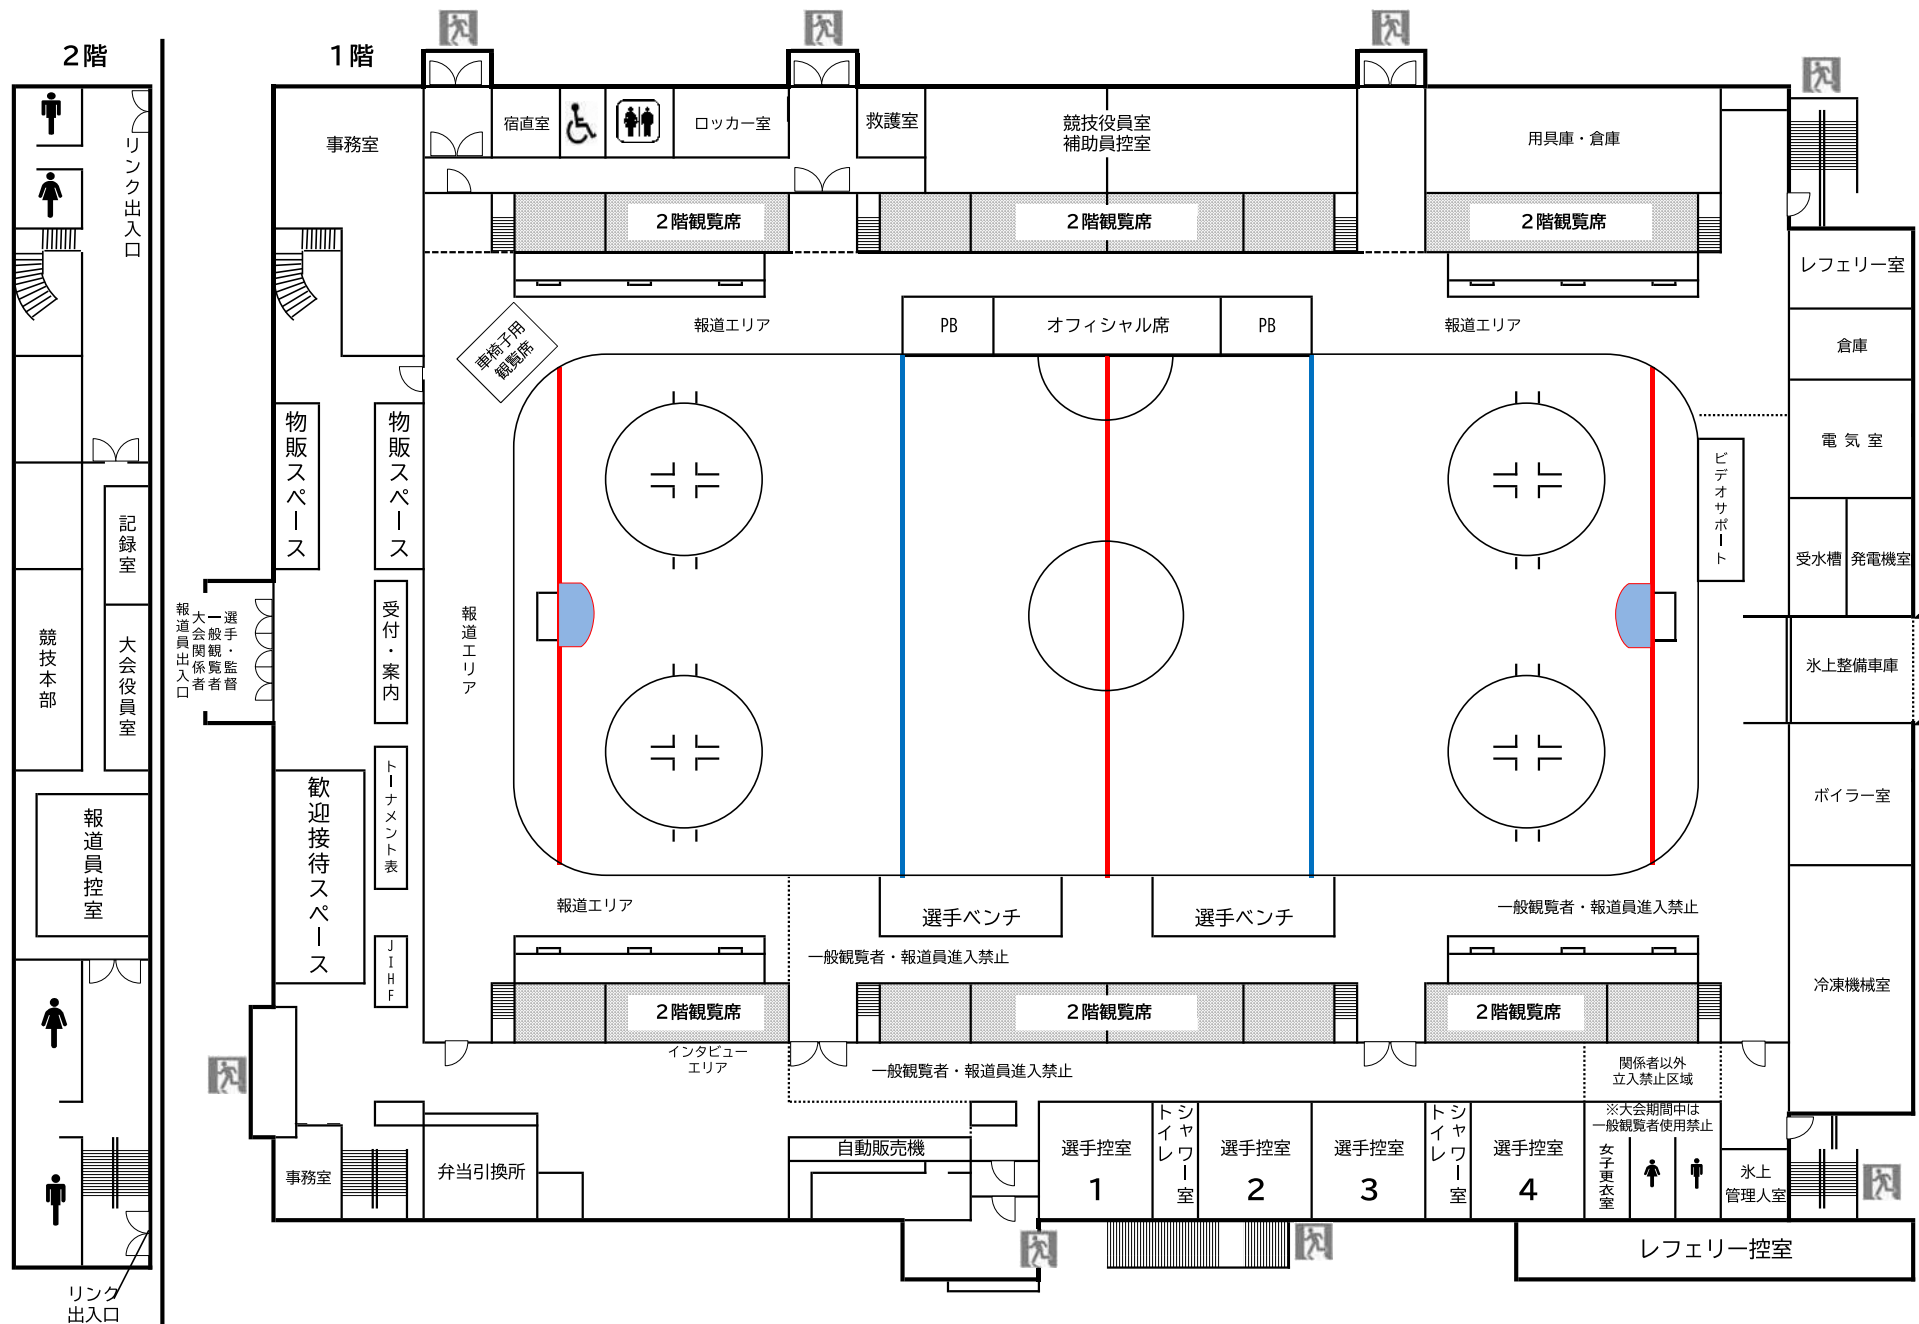 2階
リンク出入口
記録室
競技本部
大会役員室
報道員控室
リンク
出入口
1階
事務室
宿直室
ロッカー室
救護室
競技役員室
補助員控室
用具庫・倉庫
2階観覧席
2階観覧席
2階観覧席
レフェリー室
車椅子用
観覧席
報道エリア
PB
オフィシャル席
PB
報道エリア
倉庫
物販スペース
物販スペース
電気室
ビデオサポート
受水槽
発電機室
選手・監督
一般観覧者
大会関係者
報道員出入口
受付・案内
報道エリア
氷上整備車庫
トーナメント表
歓迎接待スペース
ボイラー室
報道エリア
選手ベンチ
選手ベンチ
一般観覧者・報道員進入禁止
JIHF
一般観覧者・報道員進入禁止
冷凍機械室
2階観覧席
2階観覧席
2階観覧席
インタビュー
エリア
一般観覧者・報道員進入禁止
関係者以外
立入禁止区域
※大会期間中は
一般観覧者使用禁止
事務室
弁当引換所
自動販売機
選手控室
1
シャワー室
トイレ
選手控室
2
選手控室
3
シャワー室
トイレ
選手控室
4
女子更衣室
氷上
管理人室
レフェリー控室